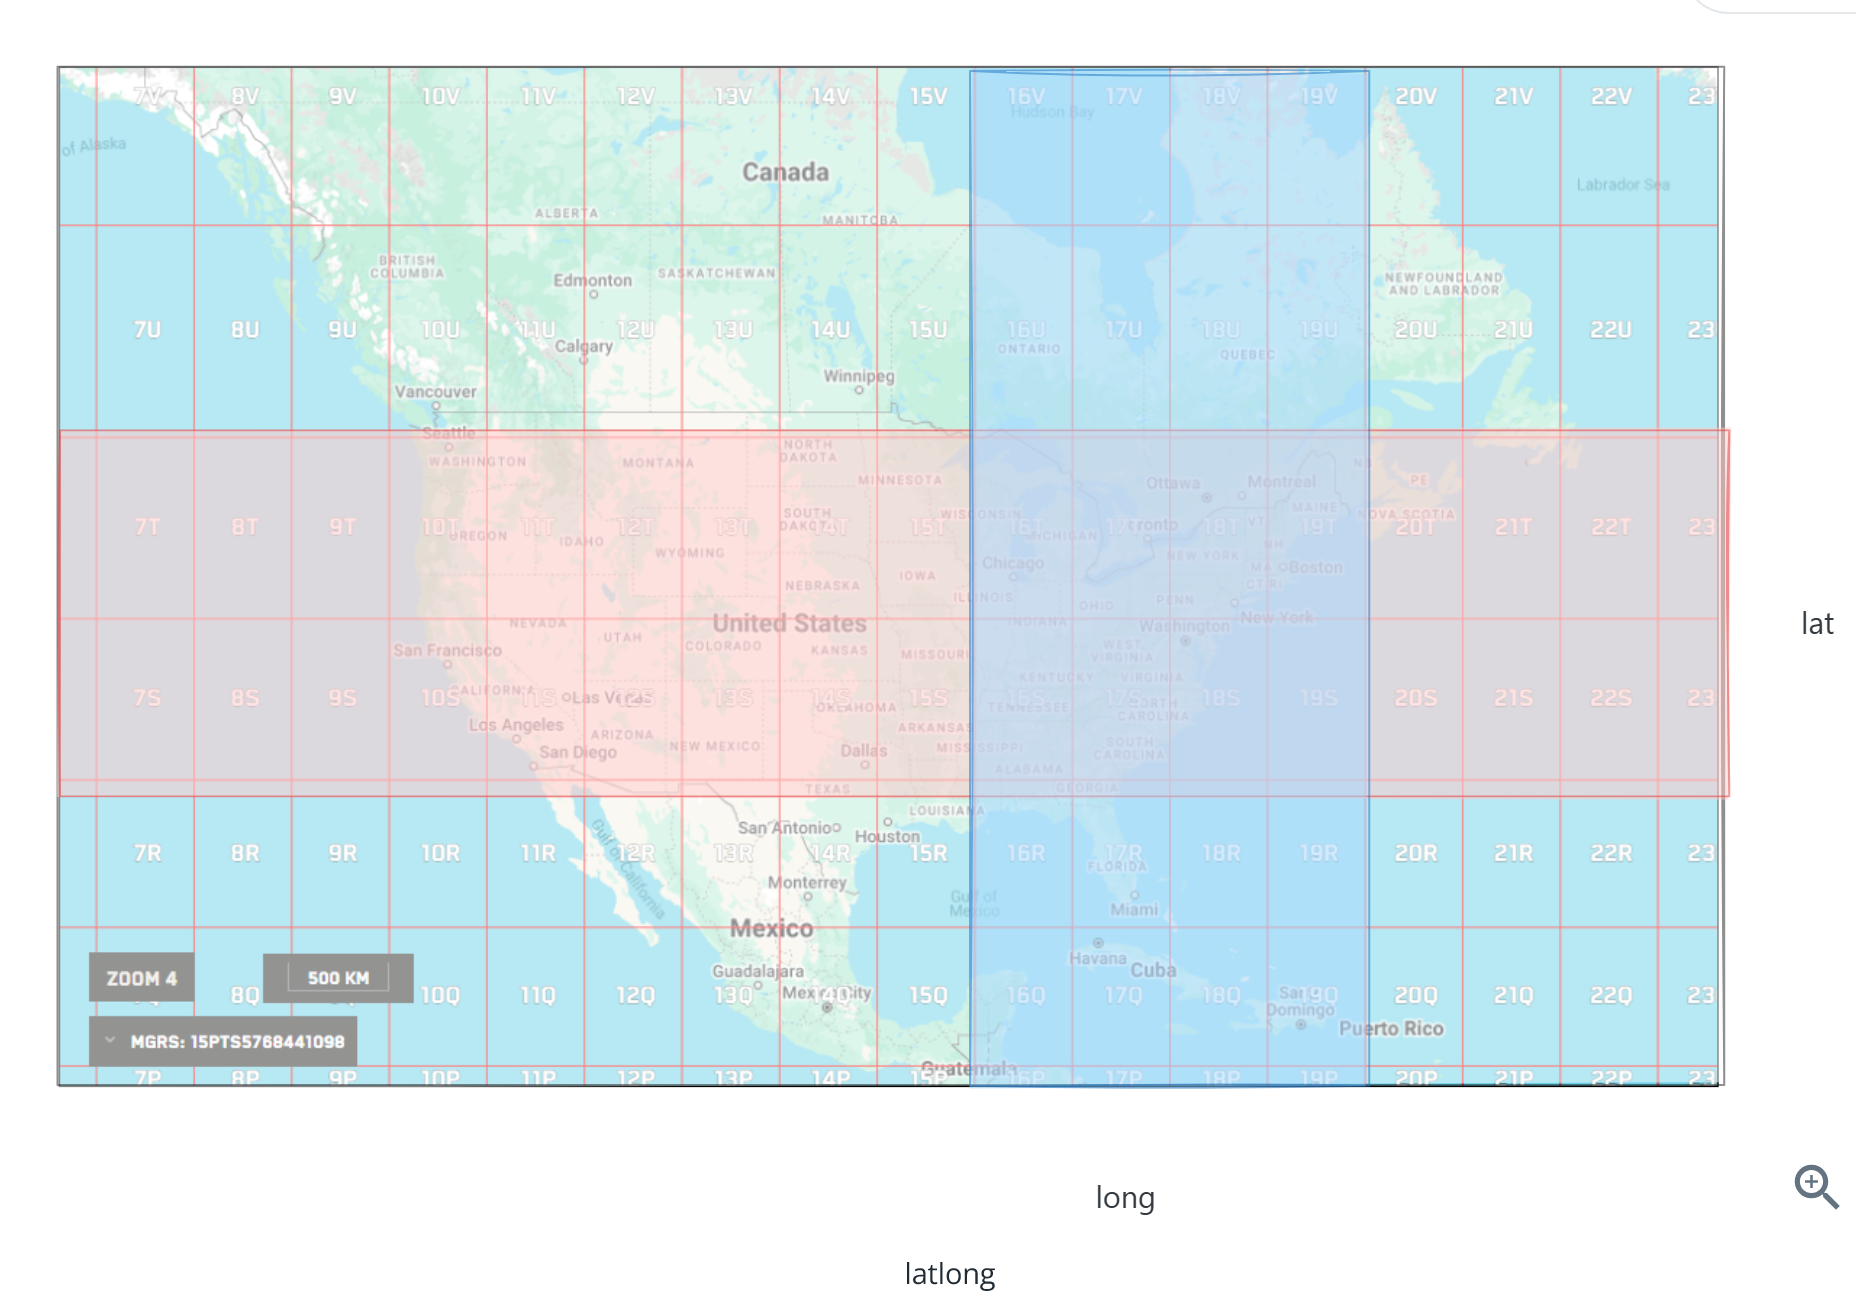 7V 8V 9V 10V 11V 12V 13V 14V 15V 16V 17V 18V 19V 20V 21V 22V 23
Hudson Bay
of Alaska
Canada
Labrador Sea
ALBERTA
MANITOBA
BRITISH
COLUMBIA
Edmonton
SASKATCHEWAN
NEWFOUNDLAND
AND LABRADOR
7U 8U 9U 10U 11U 12U 13U 14U 15U 16U 17U 18U 19U 20U 21U 22U 23
Calgary
ONTARIO
QUEBEC
Winnipeg
Vancouver
Seattle
NORTH
DAKOTA
WASHINGTON
MONTANA
NB
MINNESOTA
Ottawa
Montreal
PE
MAINE
NOVA SCOTIA
WISCONSIN
SOUTH
DAKOTA
VT
7T 8T 9T 10T 11T 12T 13T 14T 15T 16T 17T 18T 19T 20T 21T 22T 23
OREGON
IDAHO
MICHIGAN
NH
WYOMING
NEW YORK
Chicago
MA
Boston
IOWA
CT RI
NEBRASKA
ILLINOIS
OHIO
PENN
United States
INDIANA
Washington
New York
NEVADA
UTAH
San Francisco
COLORADO
KANSAS
MISSOURI
WEST
VIRGINIA
KENTUCKY
VIRGINIA
CALIFORNIA
Las Vegas
7S 8S 9S 10S 11S 12S 13S 14S 15S 16S 17S 18S 19S 20S 21S 22S 23
OKLAHOMA
TENNESSEE
NORTH
CAROLINA
Los Angeles
ARIZONA
ARKANSAS
San Diego
NEW MEXICO
Dallas
MISSISSIPPI
SOUTH
CAROLINA
ALABAMA
TEXAS
GEORGIA
LOUISIANA
San Antonio
Houston
7R 8R 9R 10R 11R 12R 13R 14R 15R 16R 17R 18R 19R 20R 21R 22R 23
Gulf of California
FLORIDA
Monterrey
Gulf of
Mexico
Miami
Mexico
Havana
Cuba
Guadalajara
ZOOM 4
500 KM
Mexico City
8Q 10Q 11Q 12Q 13Q 15Q 16Q 17Q 18Q 19Q 20Q 21Q 22Q 23
Domingo
Puerto Rico
MGRS: 15PTS5768441098
Guatemala
7P 8P 9P 10P 11P 12P 13P 14P 15P 16P 17P 18P 19P 20P 21P 22P 23
lat
long
latlong